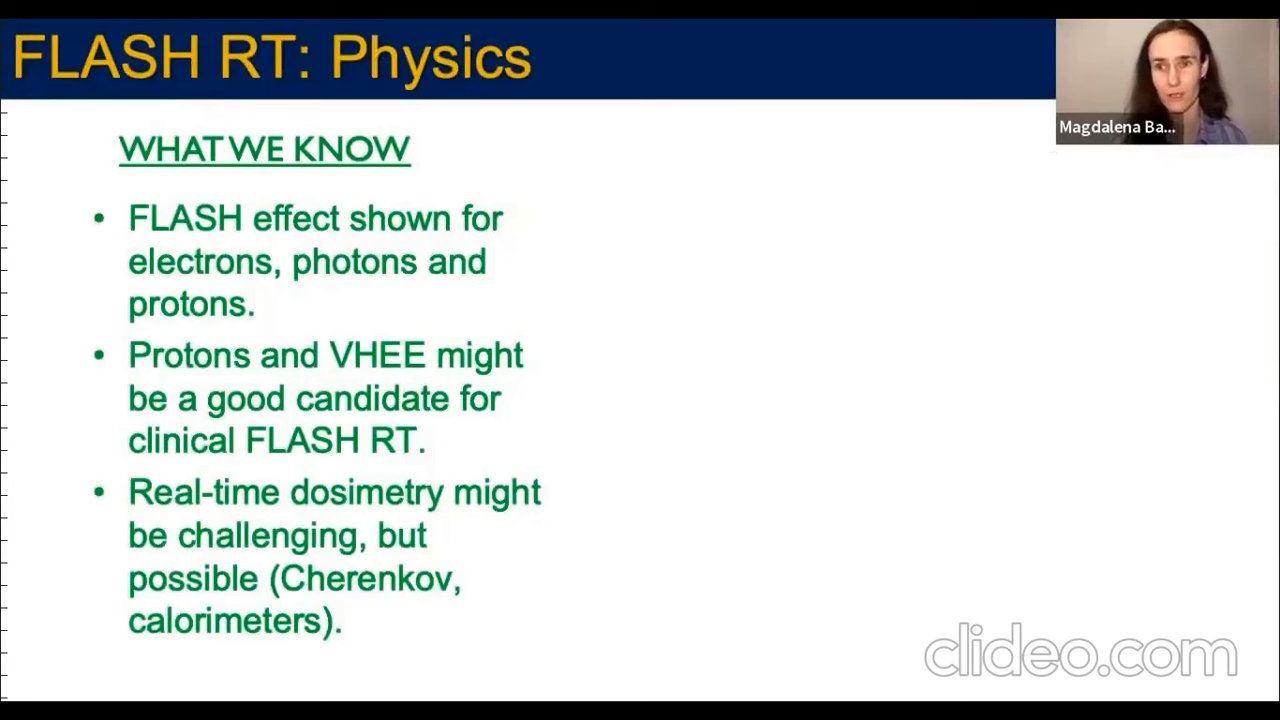 FLASH RT: Physics
Magdalena Ba...
WHAT WE KNOW
• FLASH effect shown for
electrons, photons and
protons.
• Protons and VHEE might
be a good candidate for
clinical FLASH RT.
• Real-time dosimetry might
be challenging, but
possible (Cherenkov,
calorimeters).
clideo.com